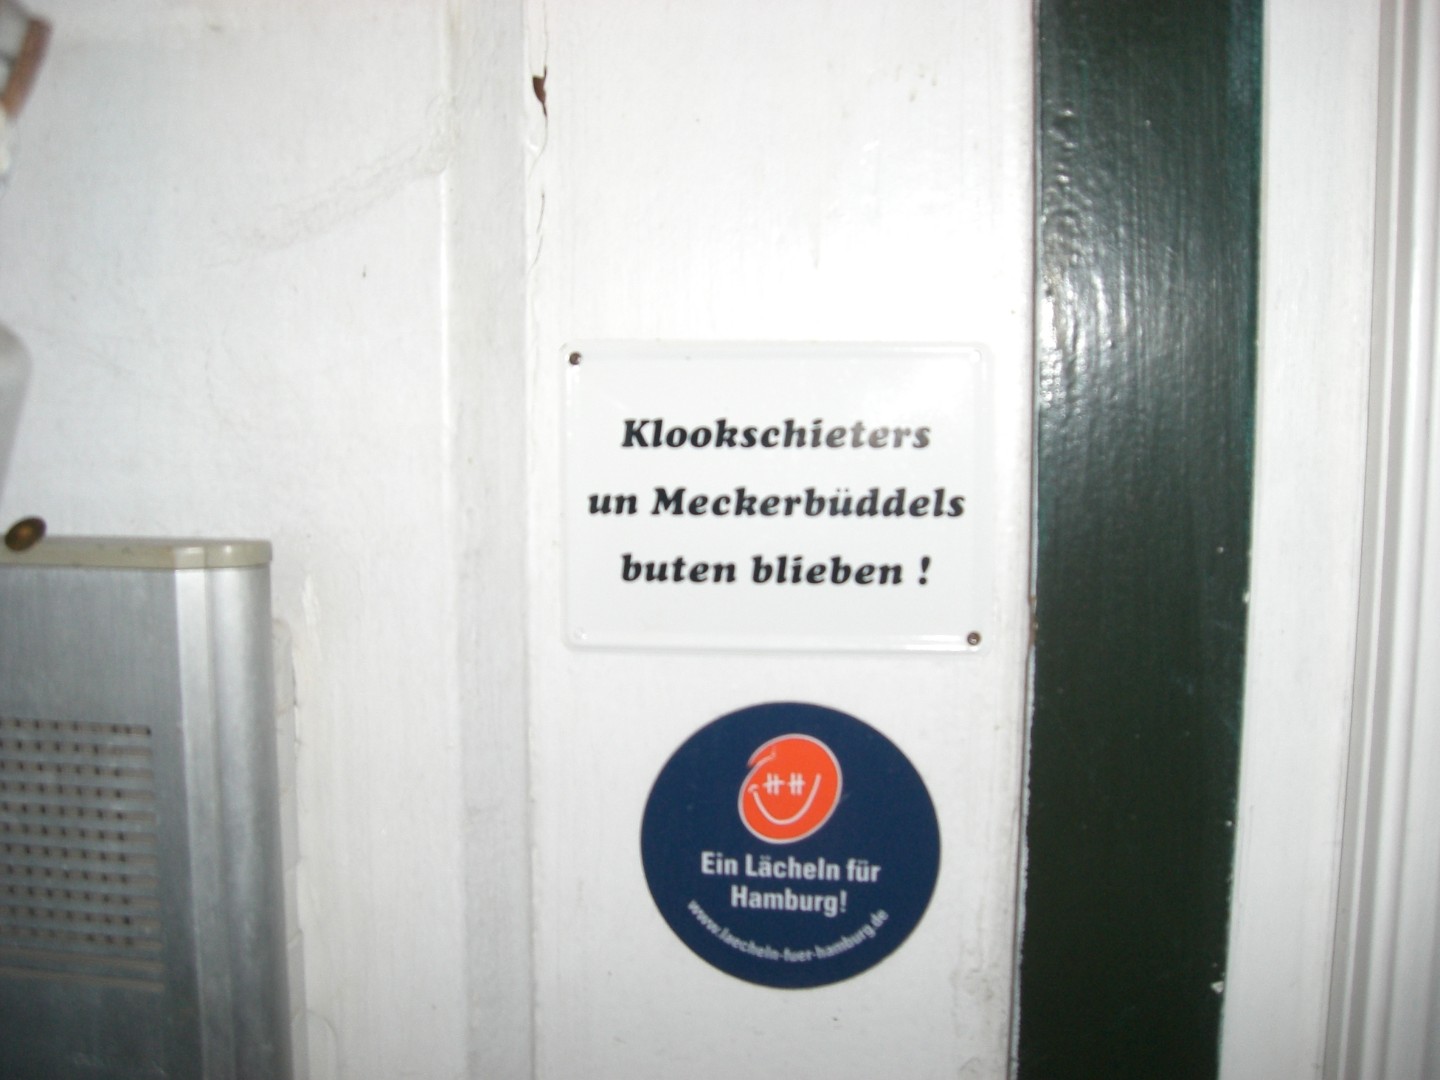 Klookschieters
un Meckerbüddels
buten blieben !
Ein Lächeln für
Hamburg!
www.laecheln-fuer-hamburg.de